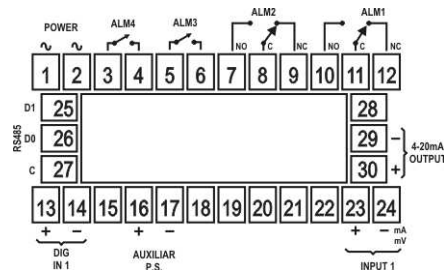 POWER ALM4 ALM3 ALM2 ALM1
∿ ∿ NO C NC NO C NC
1 2 3 4 5 6 7 8 9 10 11 12
D1 25 28
RS485 D0 26 29 − 4-20mA OUTPUT
C 27 30 +
13 14 15 16 17 18 19 20 21 22 23 24
+ − + − + − mA
mV
DIG IN 1 AUXILIAR P.S. INPUT 1